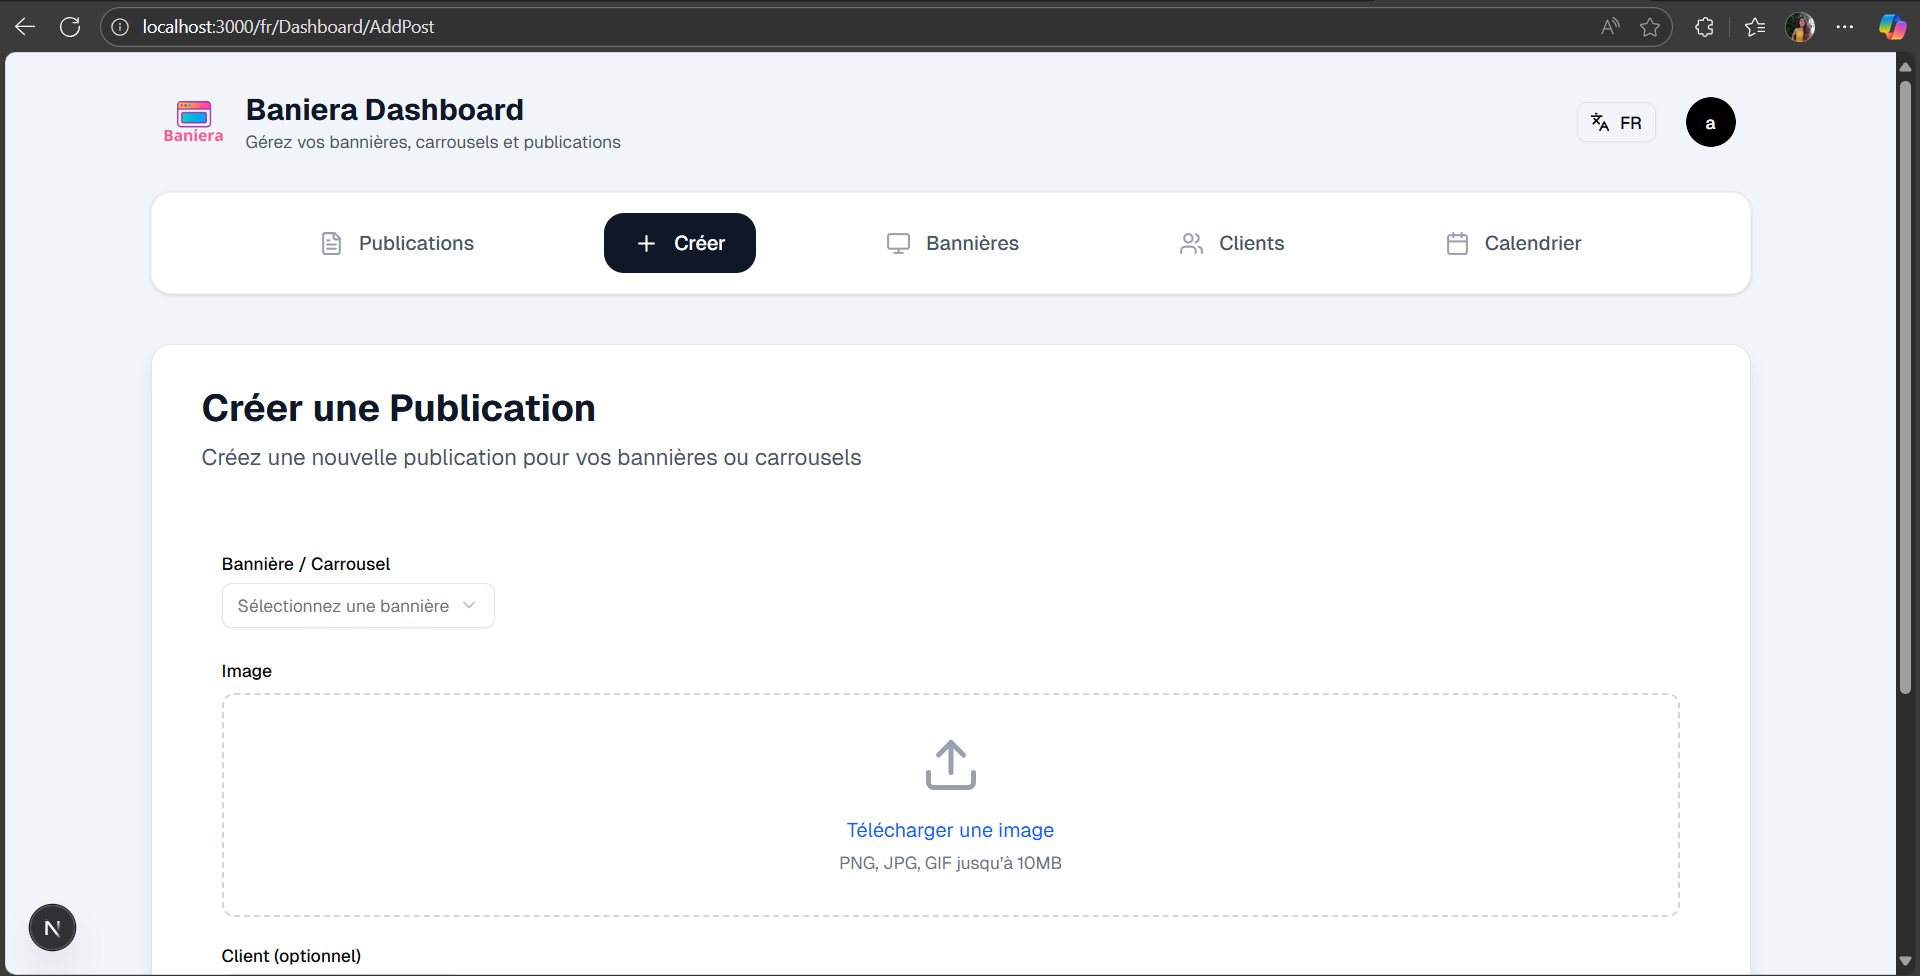 localhost:3000/fr/Dashboard/AddPost
Baniera
Baniera Dashboard
Gérez vos bannières, carrousels et publications
FR
a
Publications
Créer
Bannières
Clients
Calendrier
Créer une Publication
Créez une nouvelle publication pour vos bannières ou carrousels
Bannière / Carrousel
Sélectionnez une bannière
Image
Télécharger une image
PNG, JPG, GIF jusqu'à 10MB
N
Client (optionnel)